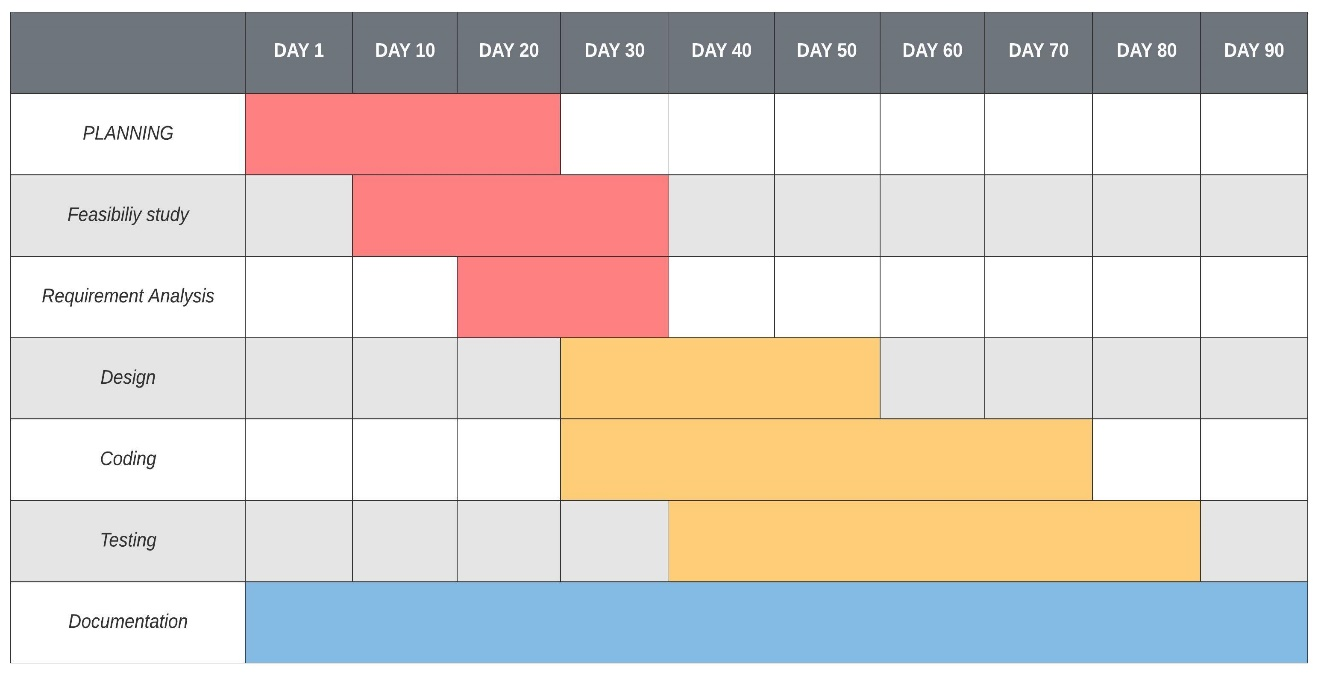 DAY 1 DAY 10 DAY 20 DAY 30 DAY 40 DAY 50 DAY 60 DAY 70 DAY 80 DAY 90
PLANNING
Feasibiliy study
Requirement Analysis
Design
Coding
Testing
Documentation